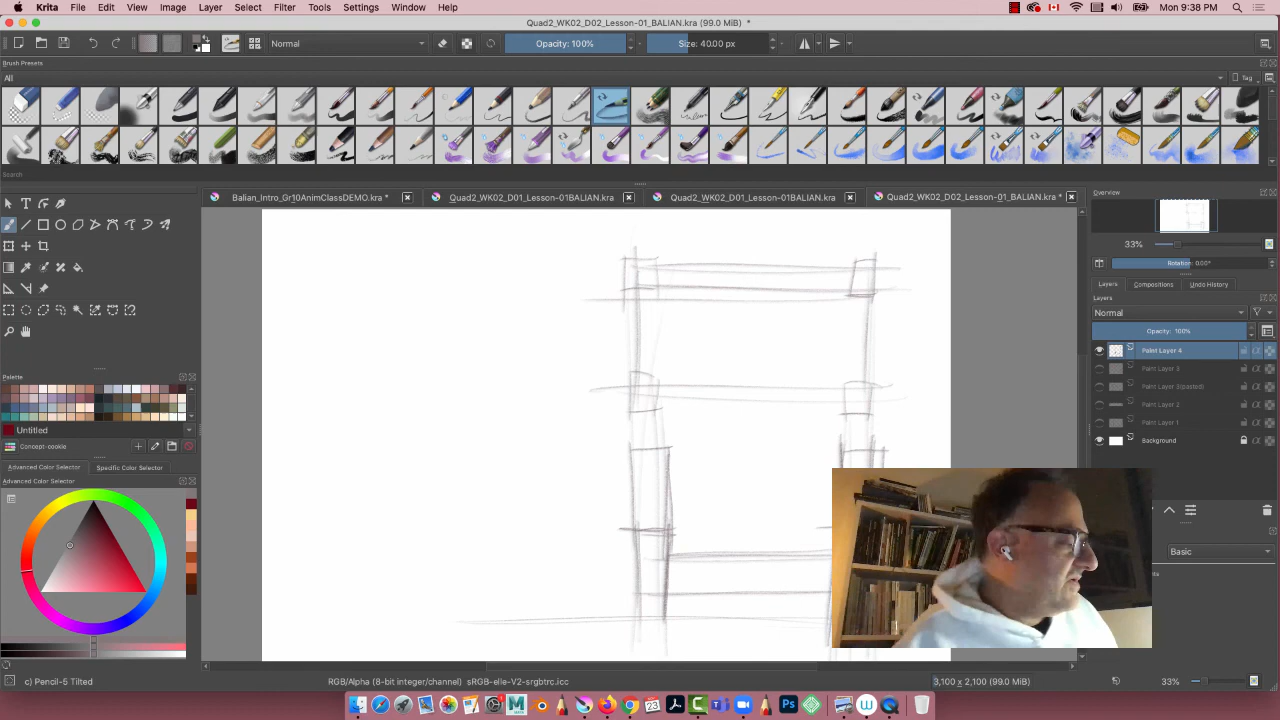 Krita File Edit View Image Layer Select Filter Tools Settings Window Help Mon 9:38 PM
Quad2_WK02_D02_Lesson-01_BALIAN.kra (99.0 MiB) *
Normal Opacity: 100% Size: 40.00 px
Brush Presets
All Tag
Search
Balian_Intro_Gr10AnimClassDEMO.kra * Quad2_WK02_D01_Lesson-01BALIAN.kra Quad2_WK02_D01_Lesson-01BALIAN.kra Quad2_WK02_D02_Lesson-01_BALIAN.kra (99.0 MiB) *
Overview
33%
Rotation: 0.00°
Layers Compositions Undo History
Layers
Normal
Opacity: 100%
Paint Layer 4
Paint Layer 3
Paint Layer 3(pasted)
Paint Layer 2
Paint Layer 1
Background
Palette
Untitled
Concept-cookie
Advanced Color Selector Specific Color Selector
Advanced Color Selector
Basic
c) Pencil-5 Tilted RGB/Alpha (8-bit integer/channel) sRGB-elle-V2-srgbtrc.icc 3,100 x 2,100 (99.0 MiB) 33%